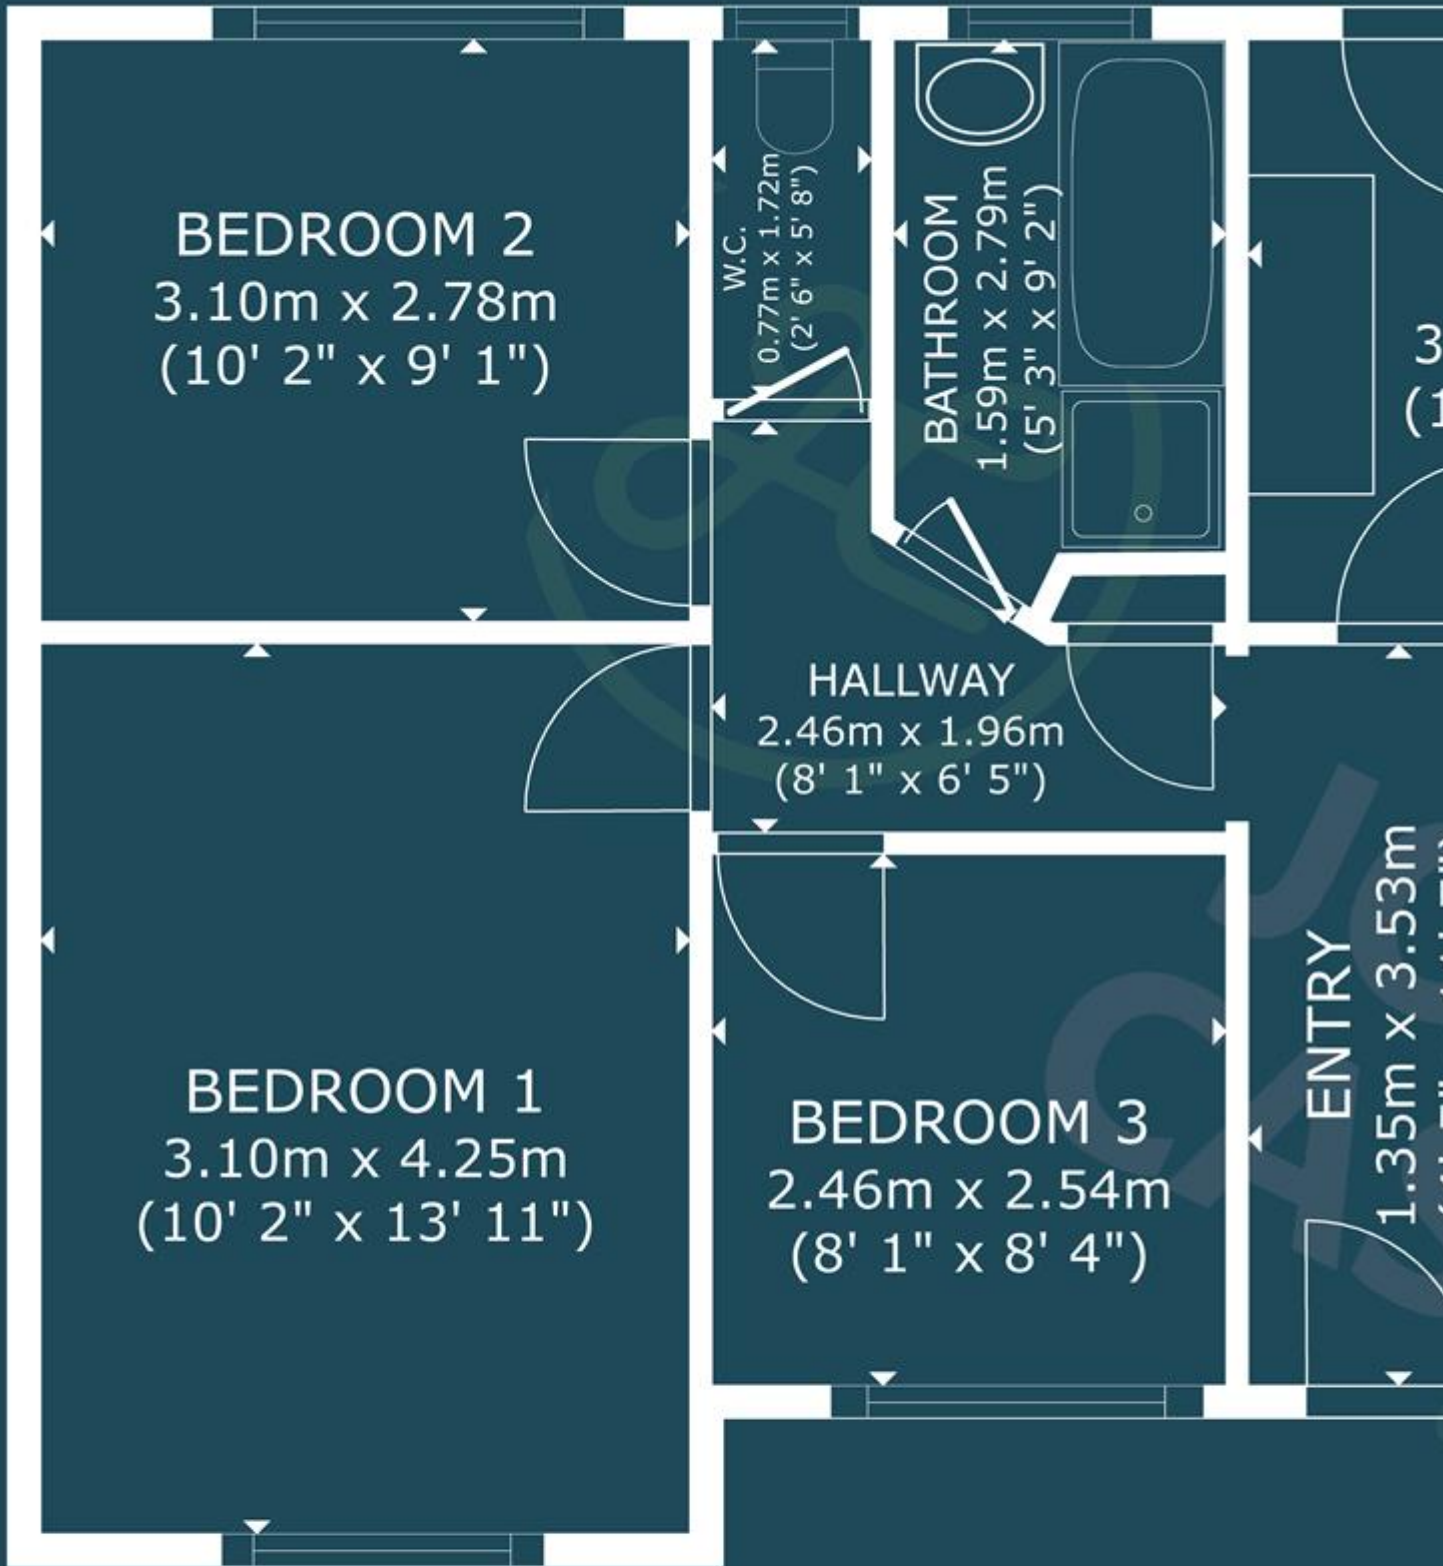 BEDROOM 2
3.10m x 2.78m
(10' 2" x 9' 1")
W.C.
0.77m x 1.72m
(2' 6" x 5' 8")
BATHROOM
1.59m x 2.79m
(5' 3" x 9' 2")
3
(1
HALLWAY
2.46m x 1.96m
(8' 1" x 6' 5")
BEDROOM 1
3.10m x 4.25m
(10' 2" x 13' 11")
BEDROOM 3
2.46m x 2.54m
(8' 1" x 8' 4")
ENTRY
1.35m x 3.53m